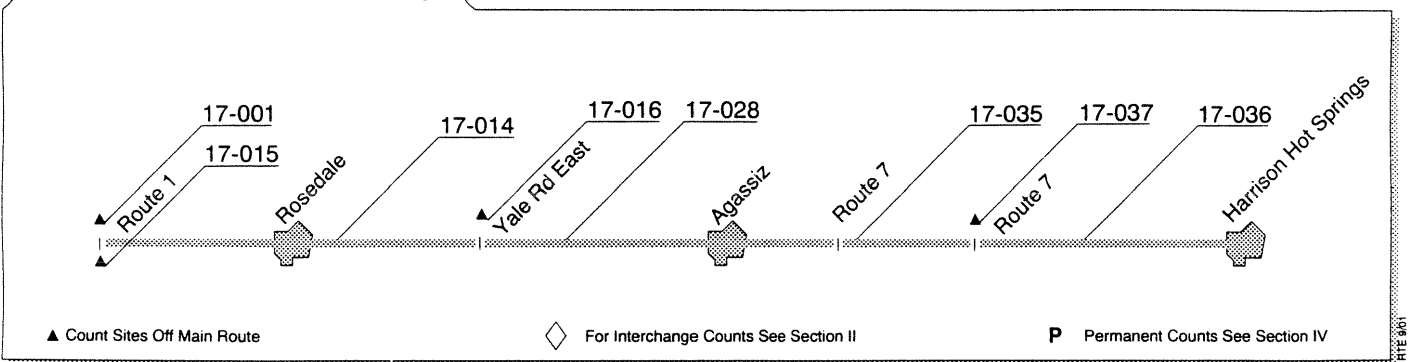 17-001
17-015
Route 1
Rosedale
17-014
17-016
Yale Rd East
17-028
Agassiz
Route 7
17-035
17-037
Route 7
17-036
Harrison Hot Springs
▲ Count Sites Off Main Route
For Interchange Counts See Section II
P Permanent Counts See Section IV
RTE 9/01